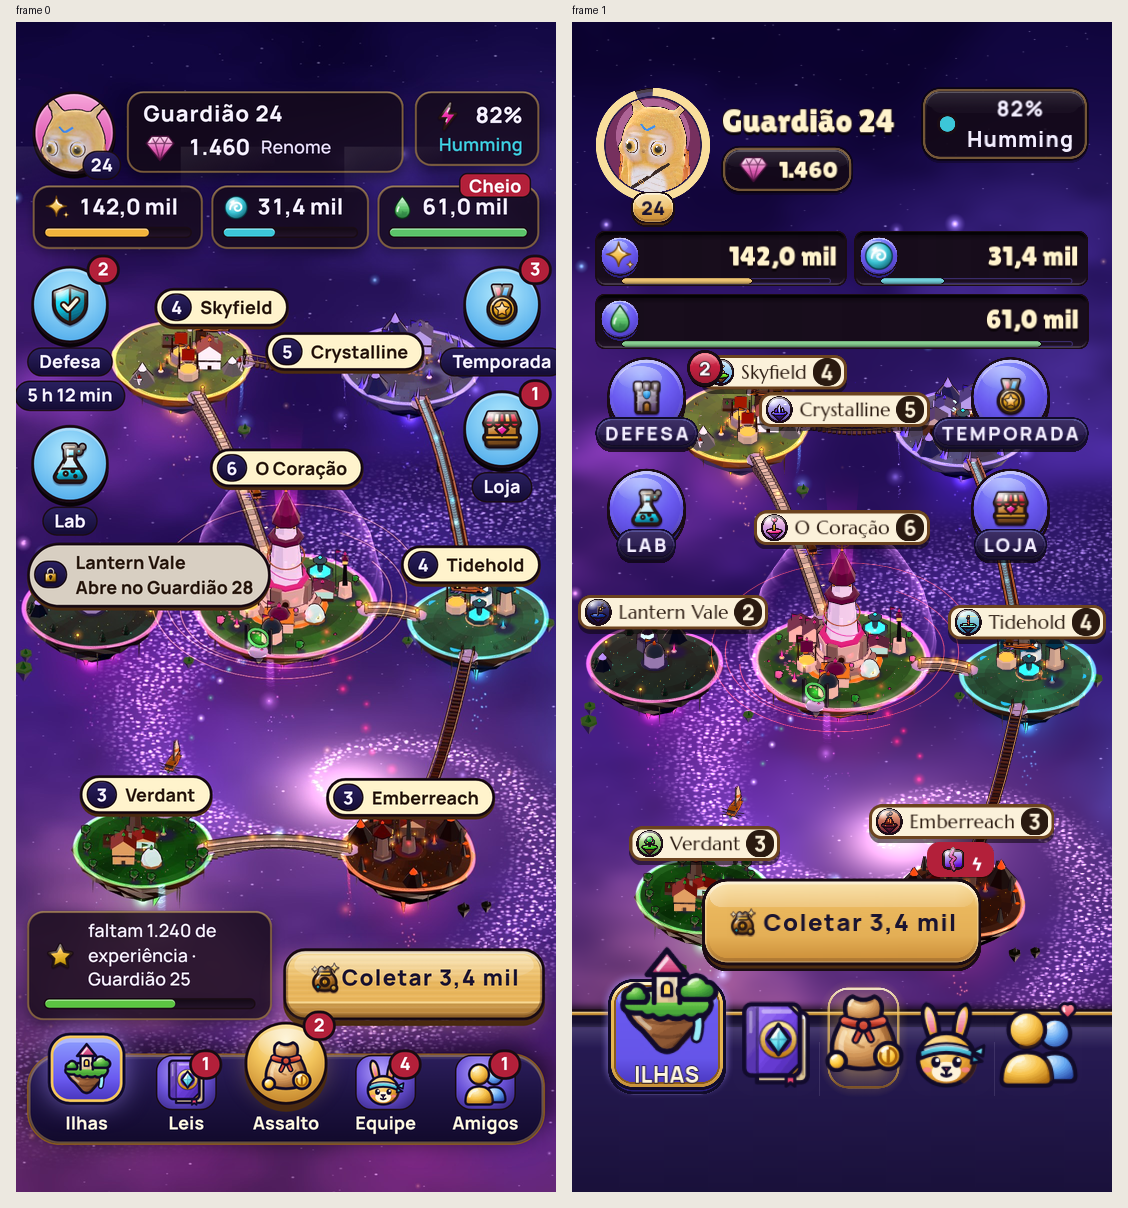 frame 0
Guardião 24
1.460 Renome
82%
Humming
24
Cheio
142,0 mil
31,4 mil
61,0 mil
2
3
4 Skyfield
5 Crystalline
Defesa
Temporada
5 h 12 min
1
6 O Coração
Loja
Lab
Lantern Vale
Abre no Guardião 28
4 Tidehold
3 Verdant
3 Emberreach
faltam 1.240 de
experiência ·
Guardião 25
Coletar 3,4 mil
2
1
4
1
Ilhas
Leis
Assalto
Equipe
Amigos
frame 1
Guardião 24
1.460
82%
Humming
24
142,0 mil
31,4 mil
61,0 mil
2
Skyfield 4
Crystalline 5
DEFESA
TEMPORADA
O Coração 6
LAB
LOJA
Lantern Vale 2
Tidehold 4
Emberreach 3
Verdant 3
Coletar 3,4 mil
ILHAS